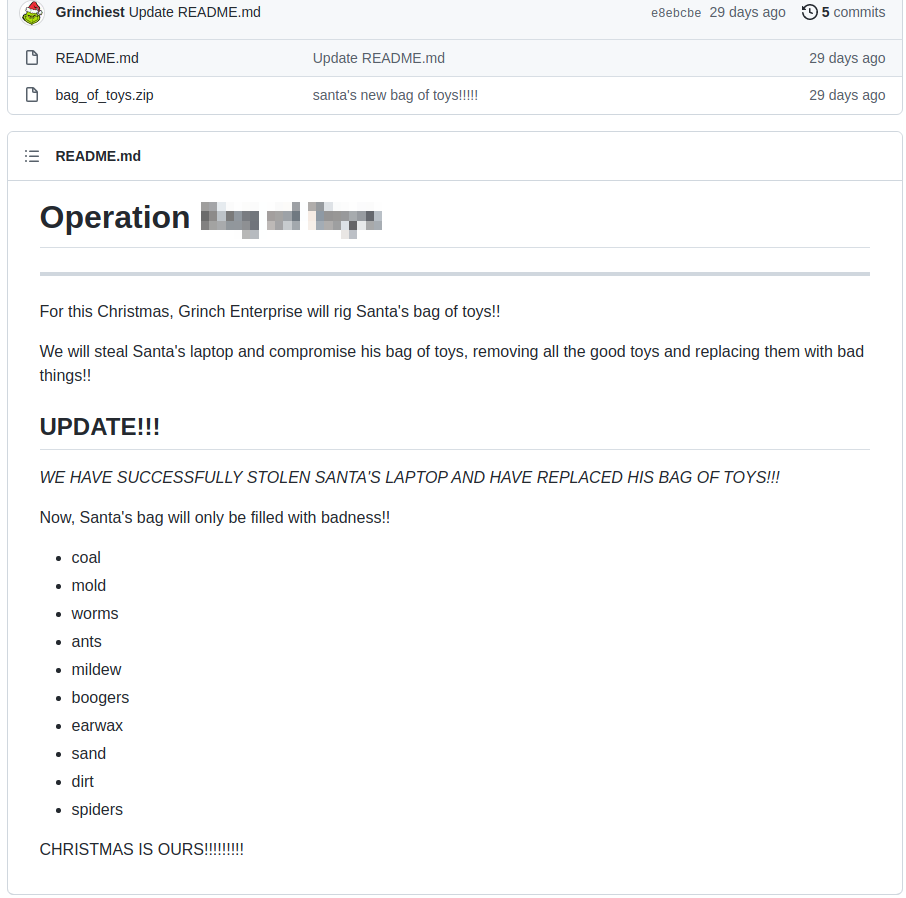 Grinchiest Update README.md e8ebcbe 29 days ago 5 commits
README.md Update README.md 29 days ago
bag_of_toys.zip santa's new bag of toys!!!!! 29 days ago
README.md
Operation
For this Christmas, Grinch Enterprise will rig Santa's bag of toys!!
We will steal Santa's laptop and compromise his bag of toys, removing all the good toys and replacing them with bad
things!!
UPDATE!!!
WE HAVE SUCCESSFULLY STOLEN SANTA'S LAPTOP AND HAVE REPLACED HIS BAG OF TOYS!!!
Now, Santa's bag will only be filled with badness!!
• coal
• mold
• worms
• ants
• mildew
• boogers
• earwax
• sand
• dirt
• spiders
CHRISTMAS IS OURS!!!!!!!!!